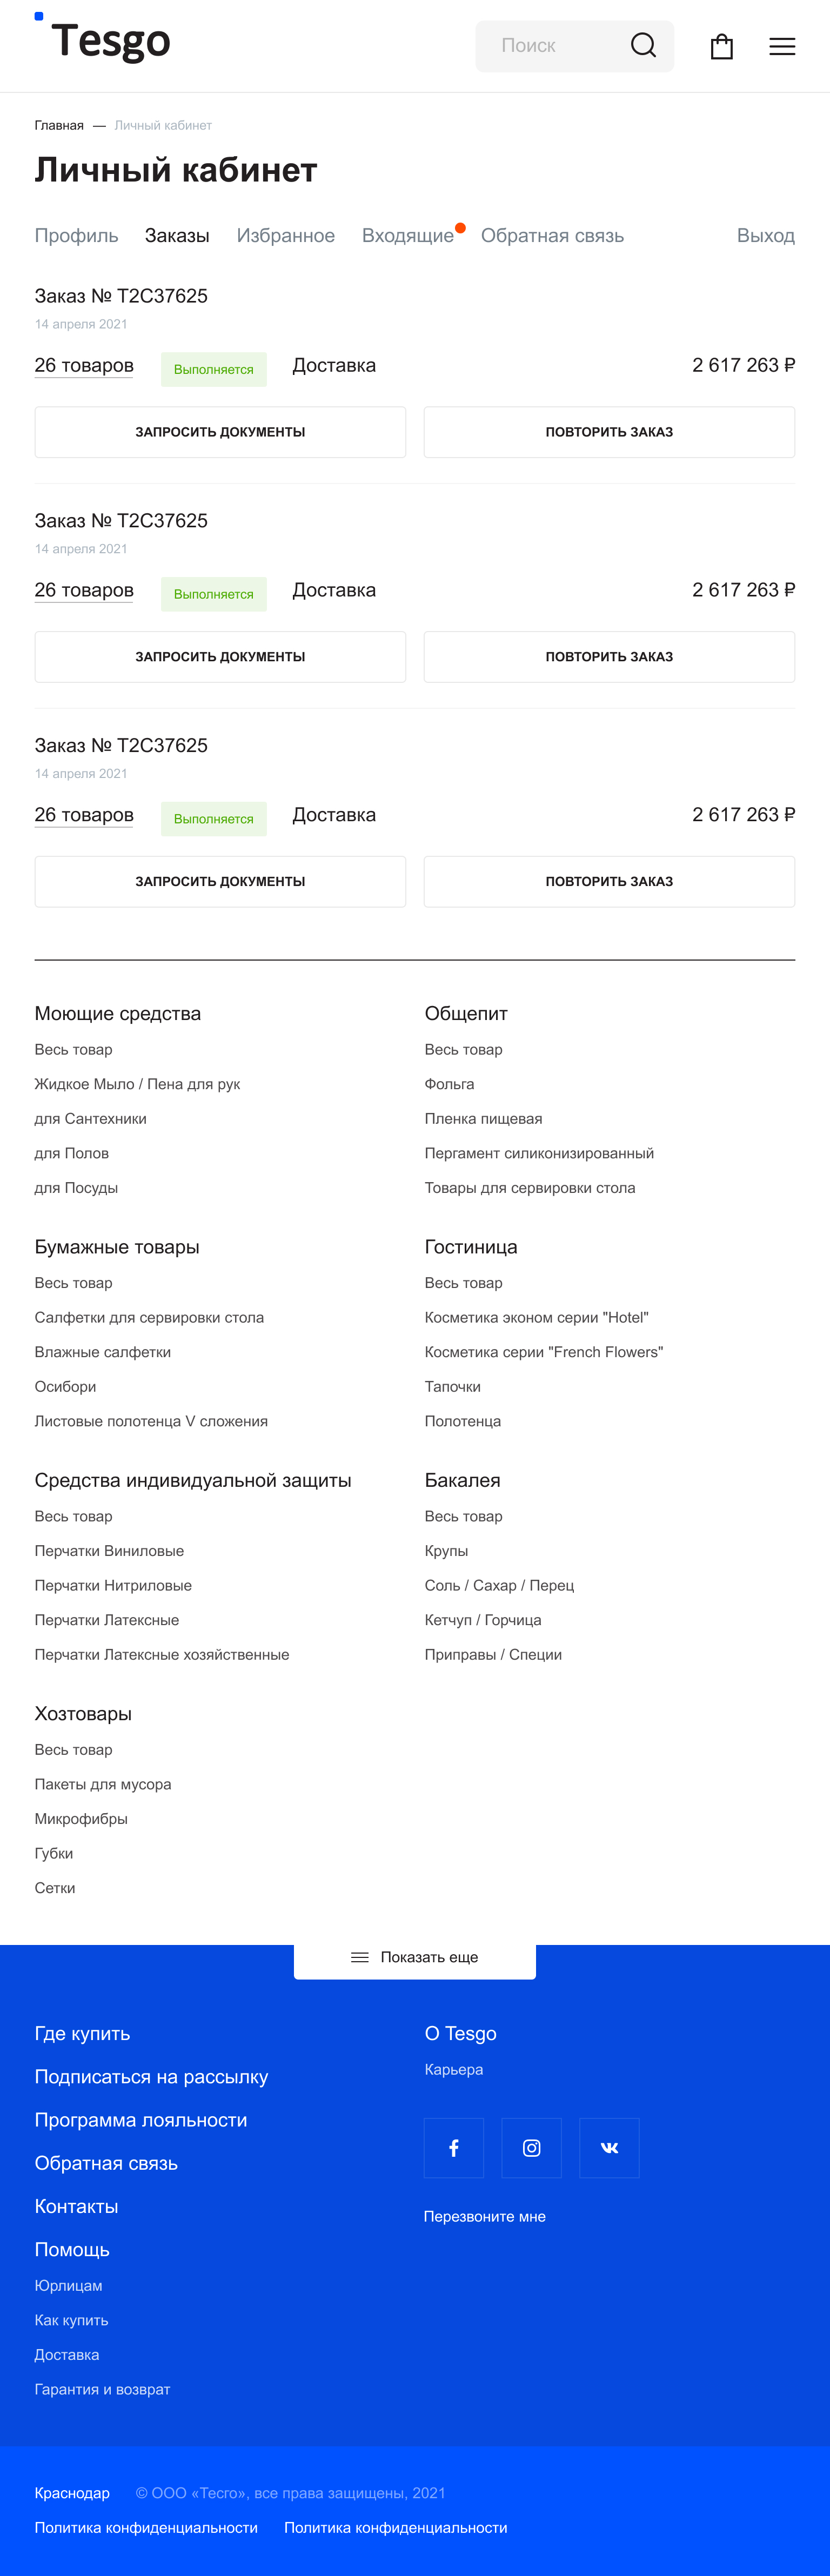 Tesgo
Поиск
Главная — Личный кабинет
Личный кабинет
Профиль Заказы Избранное Входящие Обратная связь Выход
Заказ № Т2С37625
14 апреля 2021
26 товаров Выполняется Доставка 2 617 263 ₽
ЗАПРОСИТЬ ДОКУМЕНТЫ ПОВТОРИТЬ ЗАКАЗ
Заказ № Т2С37625
14 апреля 2021
26 товаров Выполняется Доставка 2 617 263 ₽
ЗАПРОСИТЬ ДОКУМЕНТЫ ПОВТОРИТЬ ЗАКАЗ
Заказ № Т2С37625
14 апреля 2021
26 товаров Выполняется Доставка 2 617 263 ₽
ЗАПРОСИТЬ ДОКУМЕНТЫ ПОВТОРИТЬ ЗАКАЗ
Моющие средства
Весь товар
Жидкое Мыло / Пена для рук
для Сантехники
для Полов
для Посуды
Общепит
Весь товар
Фольга
Пленка пищевая
Пергамент силиконизированный
Товары для сервировки стола
Бумажные товары
Весь товар
Салфетки для сервировки стола
Влажные салфетки
Осибори
Листовые полотенца V сложения
Гостиница
Весь товар
Косметика эконом серии "Hotel"
Косметика серии "French Flowers"
Тапочки
Полотенца
Средства индивидуальной защиты
Весь товар
Перчатки Виниловые
Перчатки Нитриловые
Перчатки Латексные
Перчатки Латексные хозяйственные
Бакалея
Весь товар
Крупы
Соль / Сахар / Перец
Кетчуп / Горчица
Приправы / Специи
Хозтовары
Весь товар
Пакеты для мусора
Микрофибры
Губки
Сетки
Показать еще
Где купить
Подписаться на рассылку
Программа лояльности
Обратная связь
Контакты
Помощь
Юрлицам
Как купить
Доставка
Гарантия и возврат
О Tesgo
Карьера
Перезвоните мне
Краснодар © ООО «Тесго», все права защищены, 2021
Политика конфиденциальности Политика конфиденциальности